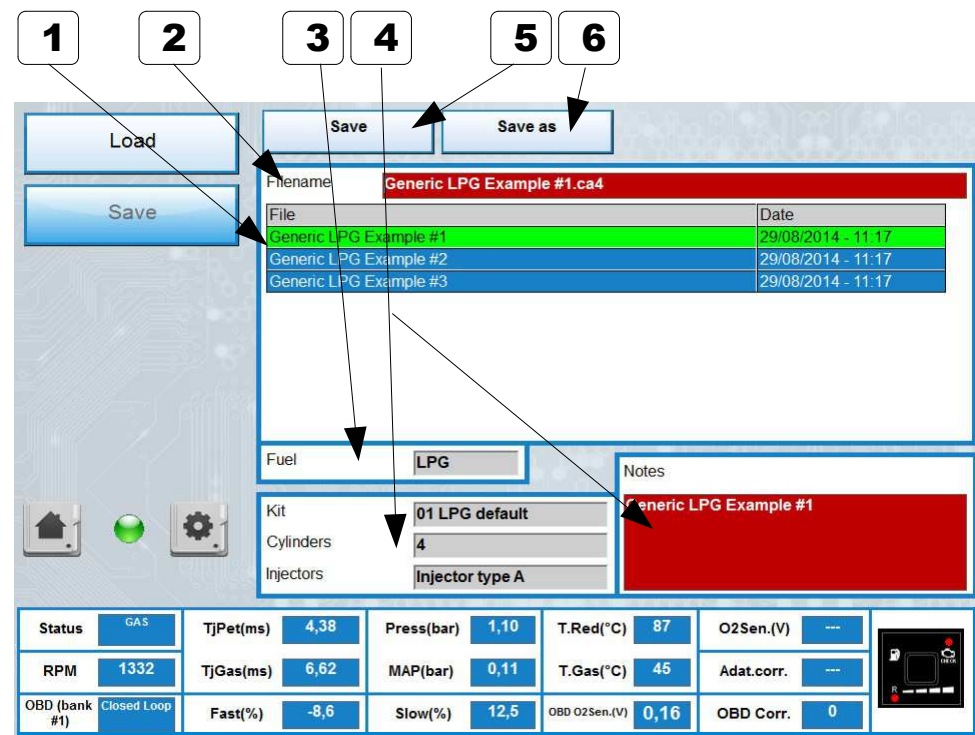 1 2 3 4 5 6
Load
Save
Save
Save as
Filename Generic LPG Example #1.ca4
File Date
Generic LPG Example #1 29/08/2014 - 11:17
Generic LPG Example #2 29/08/2014 - 11:17
Generic LPG Example #3 29/08/2014 - 11:17
Fuel LPG
Kit 01 LPG default
Cylinders 4
Injectors Injector type A
Notes
Generic LPG Example #1
Status GAS TjPet(ms) 4,38 Press(bar) 1,10 T.Red(°C) 87 O2Sen.(V) ---
RPM 1332 TjGas(ms) 6,62 MAP(bar) 0,11 T.Gas(°C) 45 Adat.corr. ---
OBD (bank #1) Closed Loop Fast(%) -8,6 Slow(%) 12,5 OBD O2Sen.(V) 0,16 OBD Corr. 0
CHECK
R